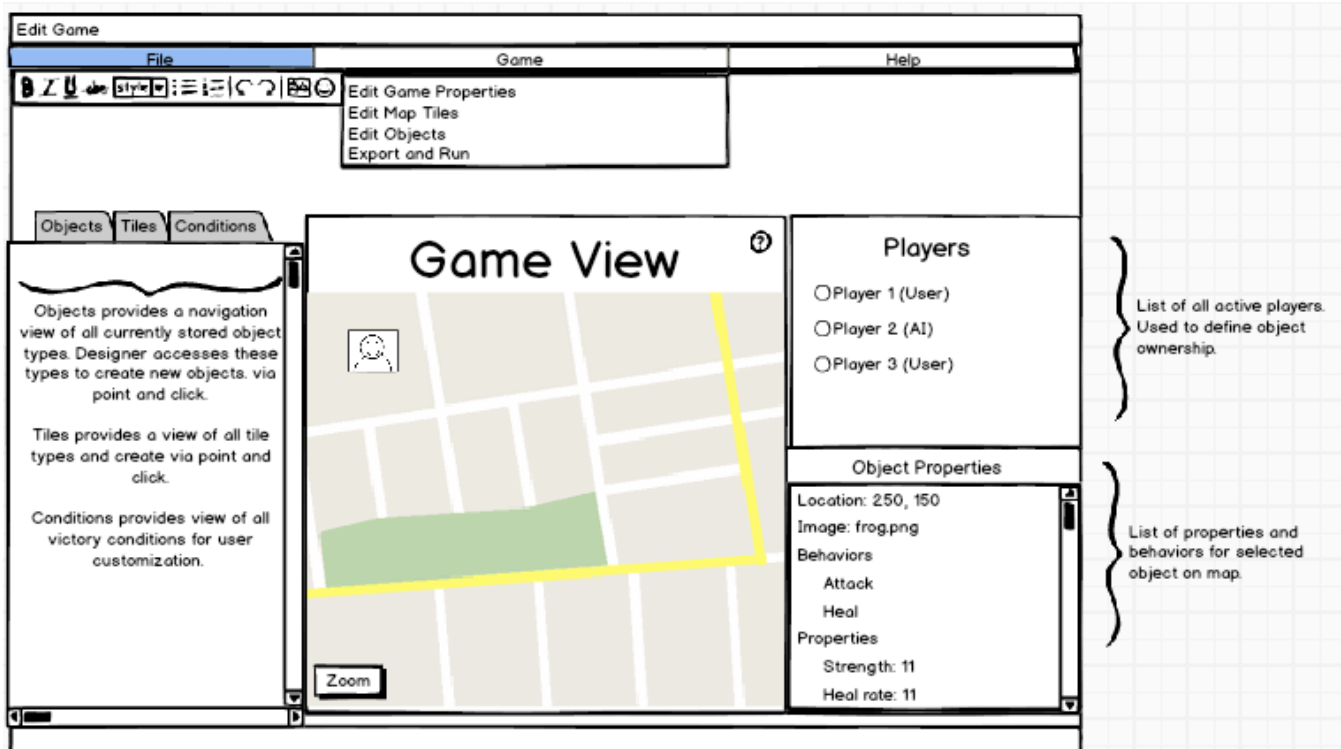 Edit Game
File Game Help
B I U abc style
Edit Game Properties
Edit Map Tiles
Edit Objects
Export and Run
Objects Tiles Conditions
Objects provides a navigation
view of all currently stored object
types. Designer accesses these
types to create new objects. via
point and click.
Tiles provides a view of all tile
types and create via point and
click.
Conditions provides view of all
victory conditions for user
customization.
Game View
?
Zoom
Players
Player 1 (User)
Player 2 (AI)
Player 3 (User)
Object Properties
Location: 250, 150
Image: frog.png
Behaviors
Attack
Heal
Properties
Strength: 11
Heal rate: 11
List of all active players.
Used to define object
ownership.
List of properties and
behaviors for selected
object on map.